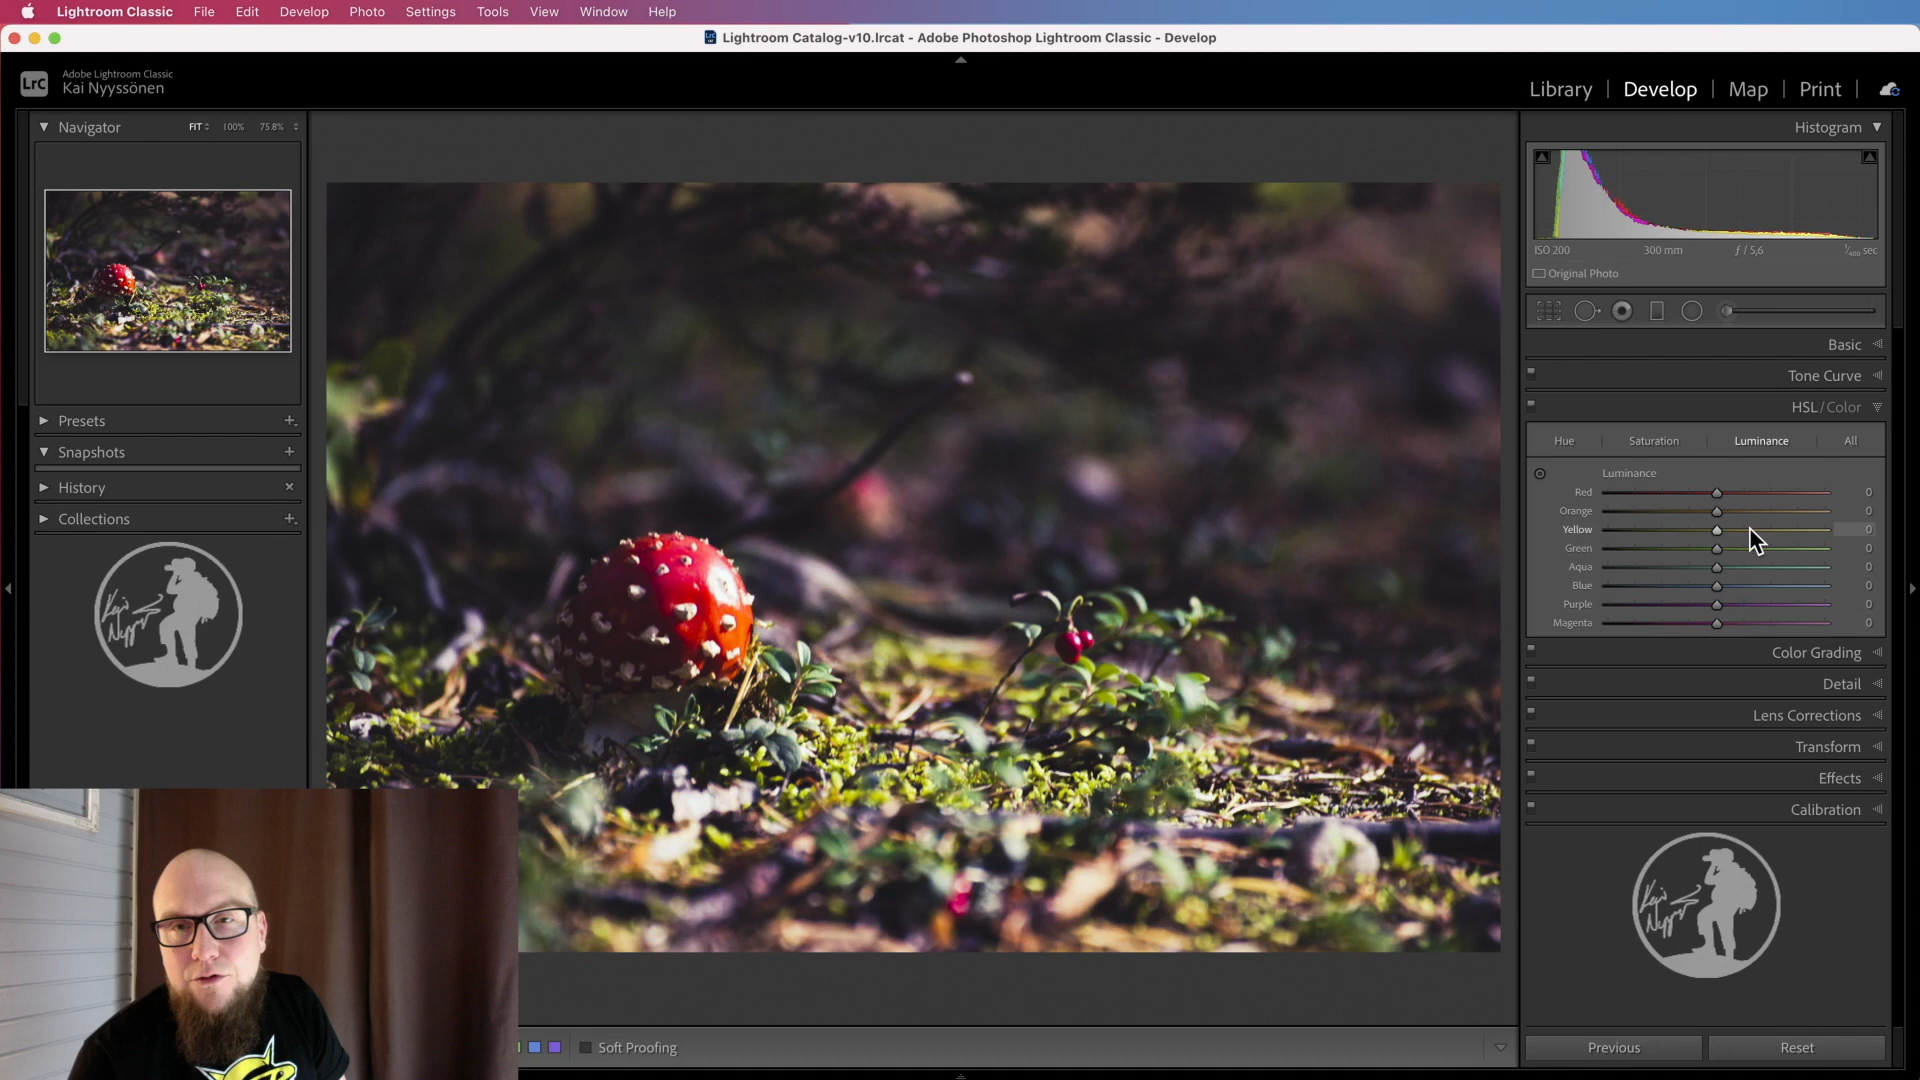 Lightroom Classic File Edit Develop Photo Settings Tools View Window Help
Lightroom Catalog-v10.lrcat - Adobe Photoshop Lightroom Classic - Develop
LrC
Adobe Lightroom Classic
Kai Nyyssönen
Library | Develop | Map | Print |
Navigator FIT 100% 75.8%
Presets
Snapshots
History
Collections
Histogram
ISO 200 300 mm ƒ / 5,6 1/400 sec
Original Photo
Basic
Tone Curve
HSL / Color
Hue Saturation Luminance All
Luminance
Red 0
Orange 0
Yellow 0
Green 0
Aqua 0
Blue 0
Purple 0
Magenta 0
Color Grading
Detail
Lens Corrections
Transform
Effects
Calibration
Soft Proofing
Previous Reset